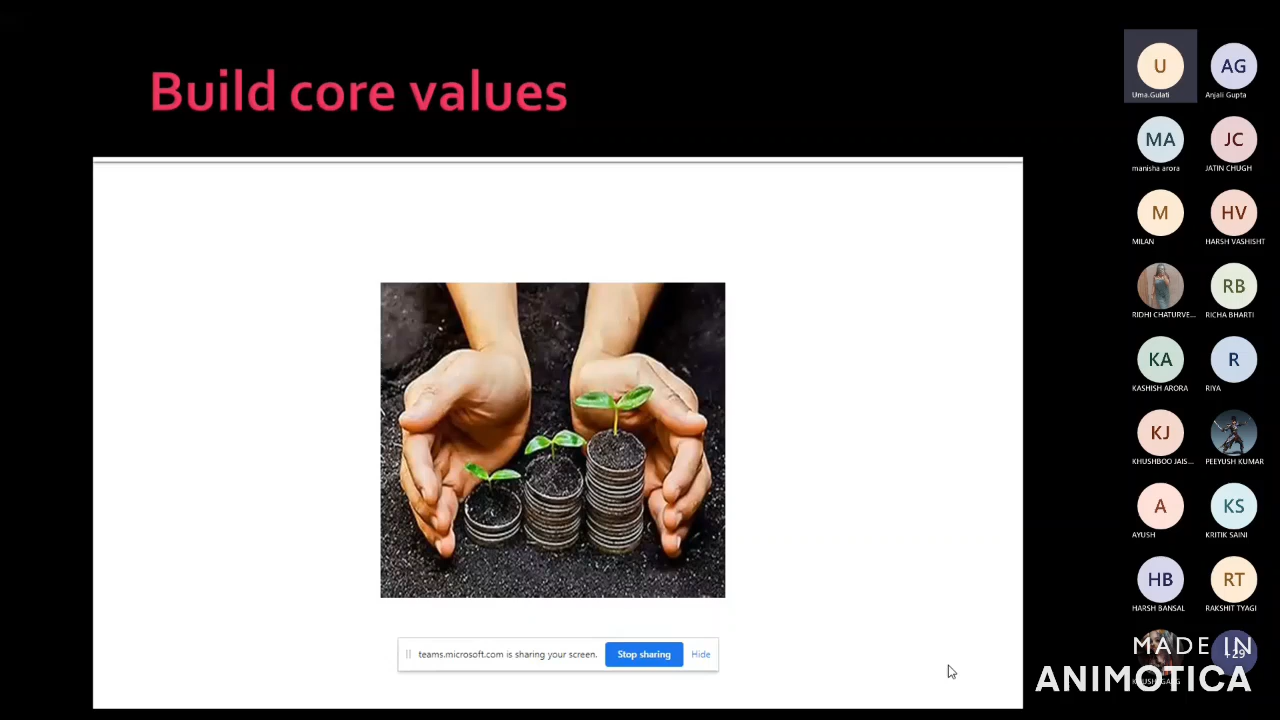 Build core values
teams.microsoft.com is sharing your screen.
Stop sharing
Hide
U
Uma.Gulati
AG
Anjali Gupta
MA
manisha arora
JC
JATIN CHUGH
M
MILAN
HV
HARSH VASHISHT
RIDHI CHATURVE...
RB
RICHA BHARTI
KA
KASHISH ARORA
R
RIYA
KJ
KHUSHBOO JAIS...
PEEYUSH KUMAR
A
AYUSH
KS
KRITIK SAINI
HB
HARSH BANSAL
RT
RAKSHIT TYAGI
+29
MADE IN
ANIMOTICA